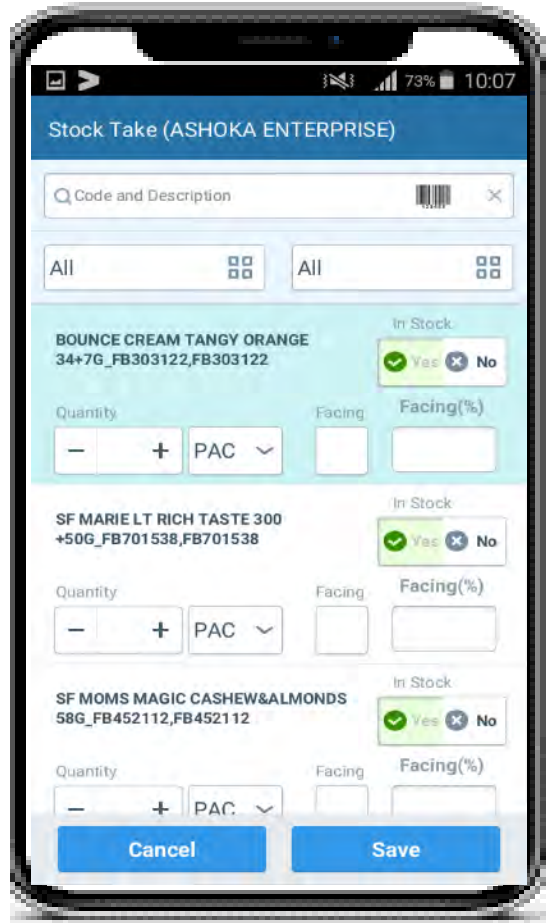 73% 10:07
Stock Take (ASHOKA ENTERPRISE)
Code and Description
All All
In Stock
BOUNCE CREAM TANGY ORANGE
34+7G_FB303122,FB303122
Yes No
Quantity Facing Facing(%)
− + PAC
In Stock
SF MARIE LT RICH TASTE 300
+50G_FB701538,FB701538
Yes No
Quantity Facing Facing(%)
− + PAC
In Stock
SF MOMS MAGIC CASHEW&ALMONDS
58G_FB452112,FB452112
Yes No
Quantity Facing Facing(%)
− + PAC
Cancel Save